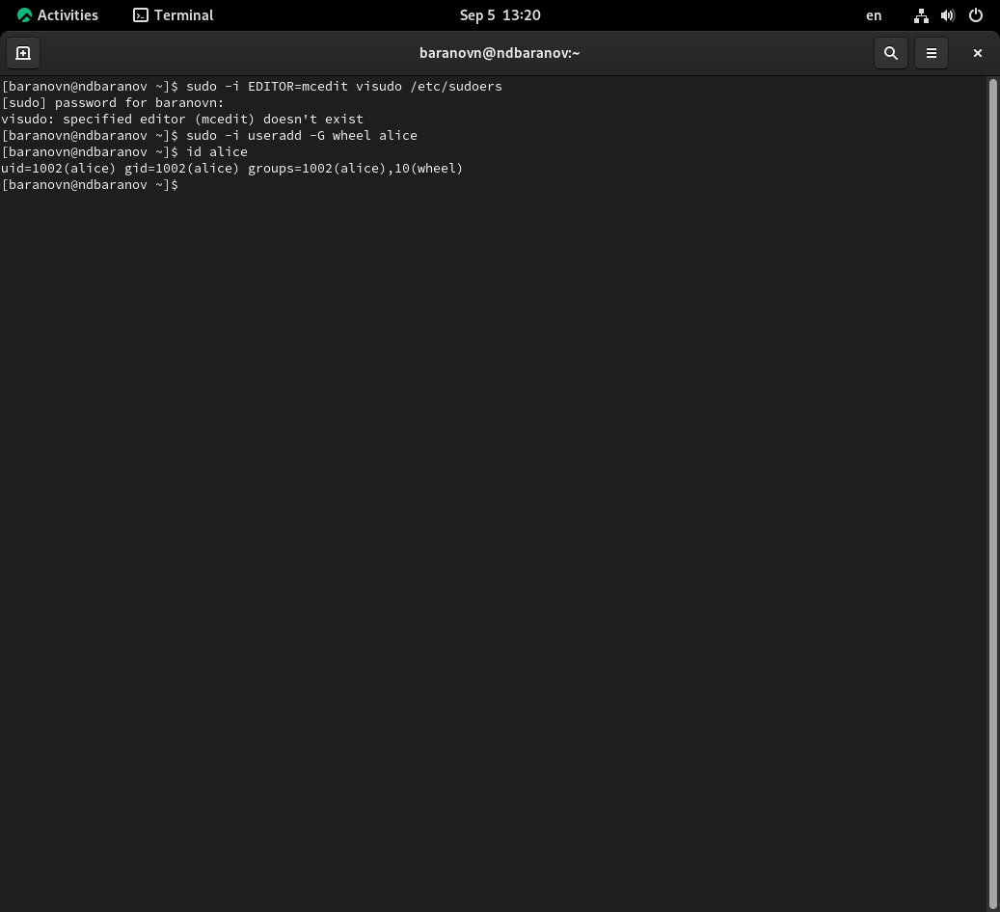 Activities Terminal Sep 5 13:20 en
baranovn@ndbaranov:~
[baranovn@ndbaranov ~]$ sudo -i EDITOR=mcedit visudo /etc/sudoers
[sudo] password for baranovn:
visudo: specified editor (mcedit) doesn't exist
[baranovn@ndbaranov ~]$ sudo -i useradd -G wheel alice
[baranovn@ndbaranov ~]$ id alice
uid=1002(alice) gid=1002(alice) groups=1002(alice),10(wheel)
[baranovn@ndbaranov ~]$